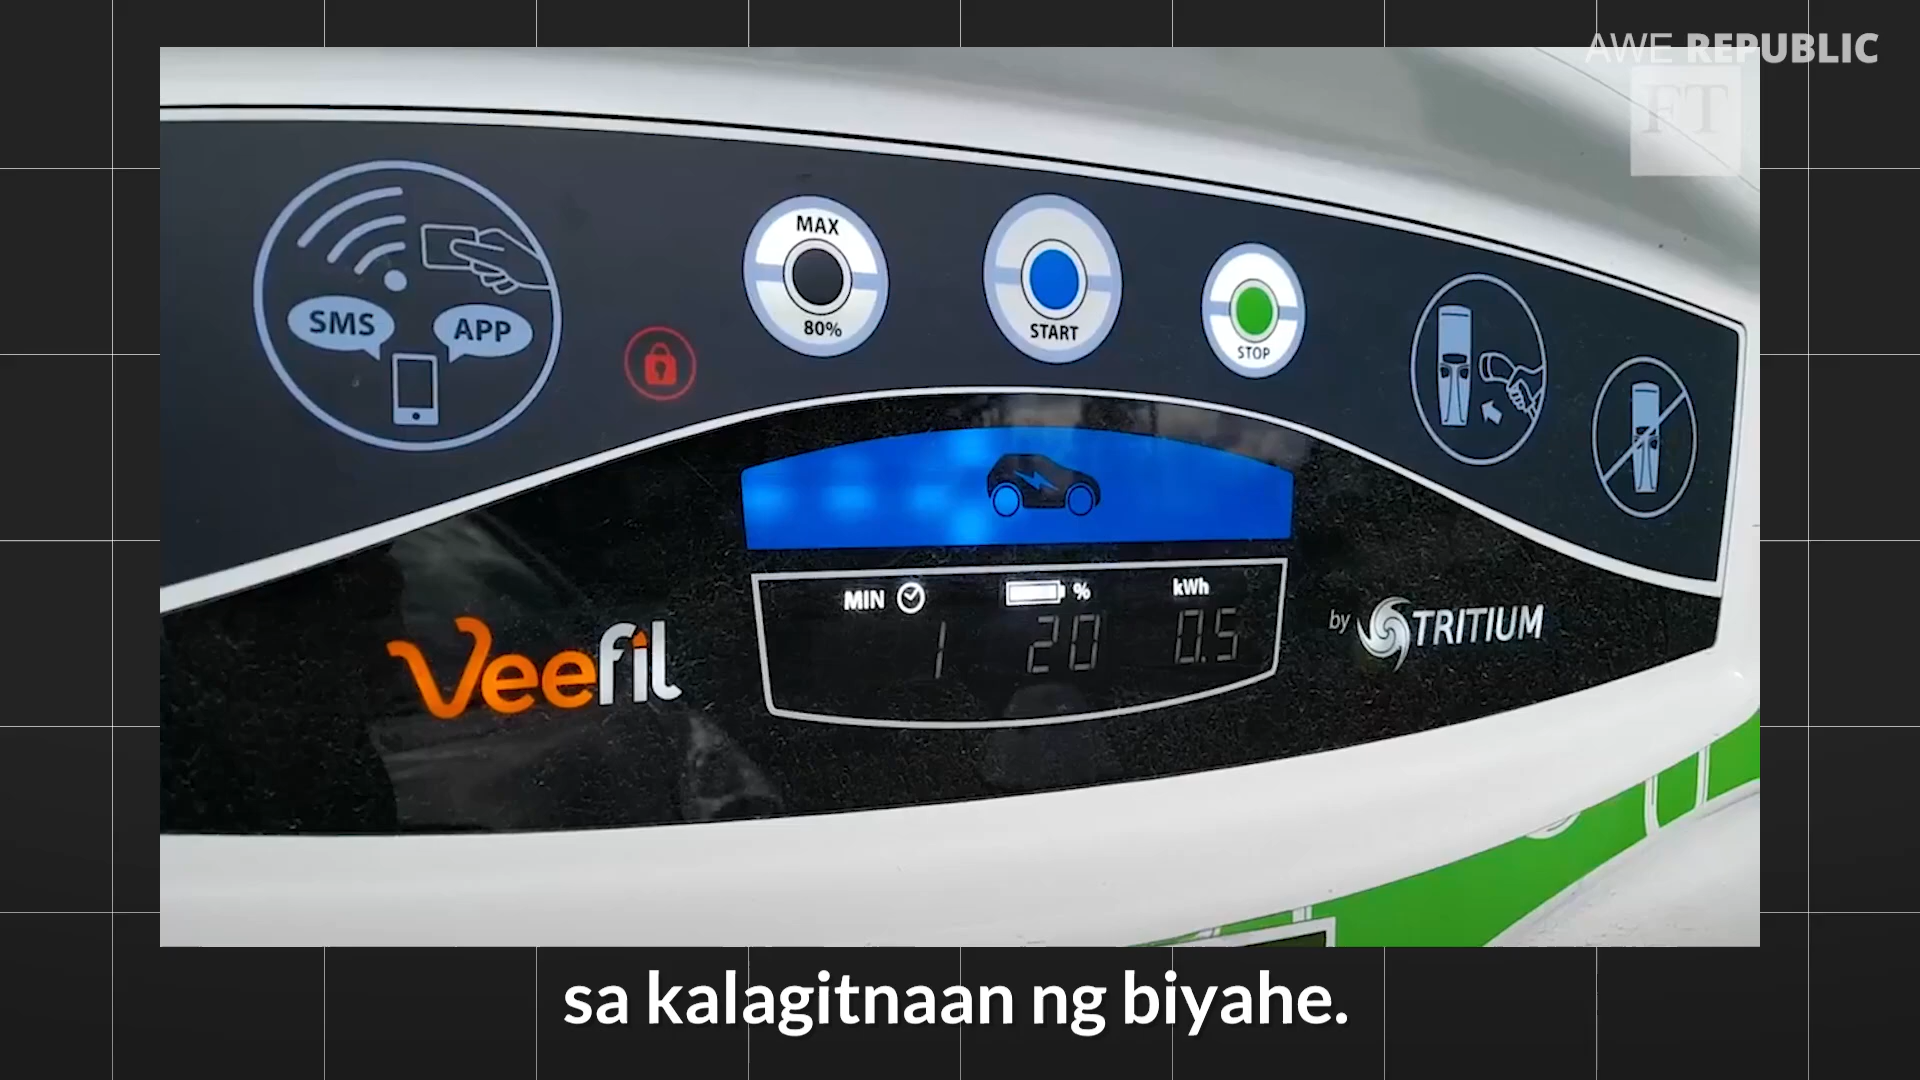 AWE REPUBLIC
FT
MAX
80%
START
STOP
SMS
APP
MIN
%
kWh
1
20
0.5
Veefil
by TRITIUM
sa kalagitnaan ng biyahe.